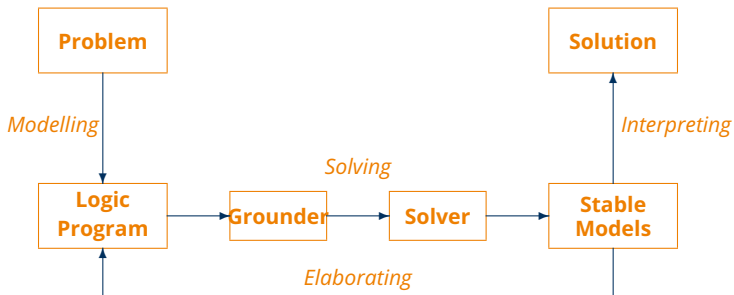 Problem
Solution
Modelling
Interpreting
Solving
Logic
Program
Grounder
Solver
Stable
Models
Elaborating